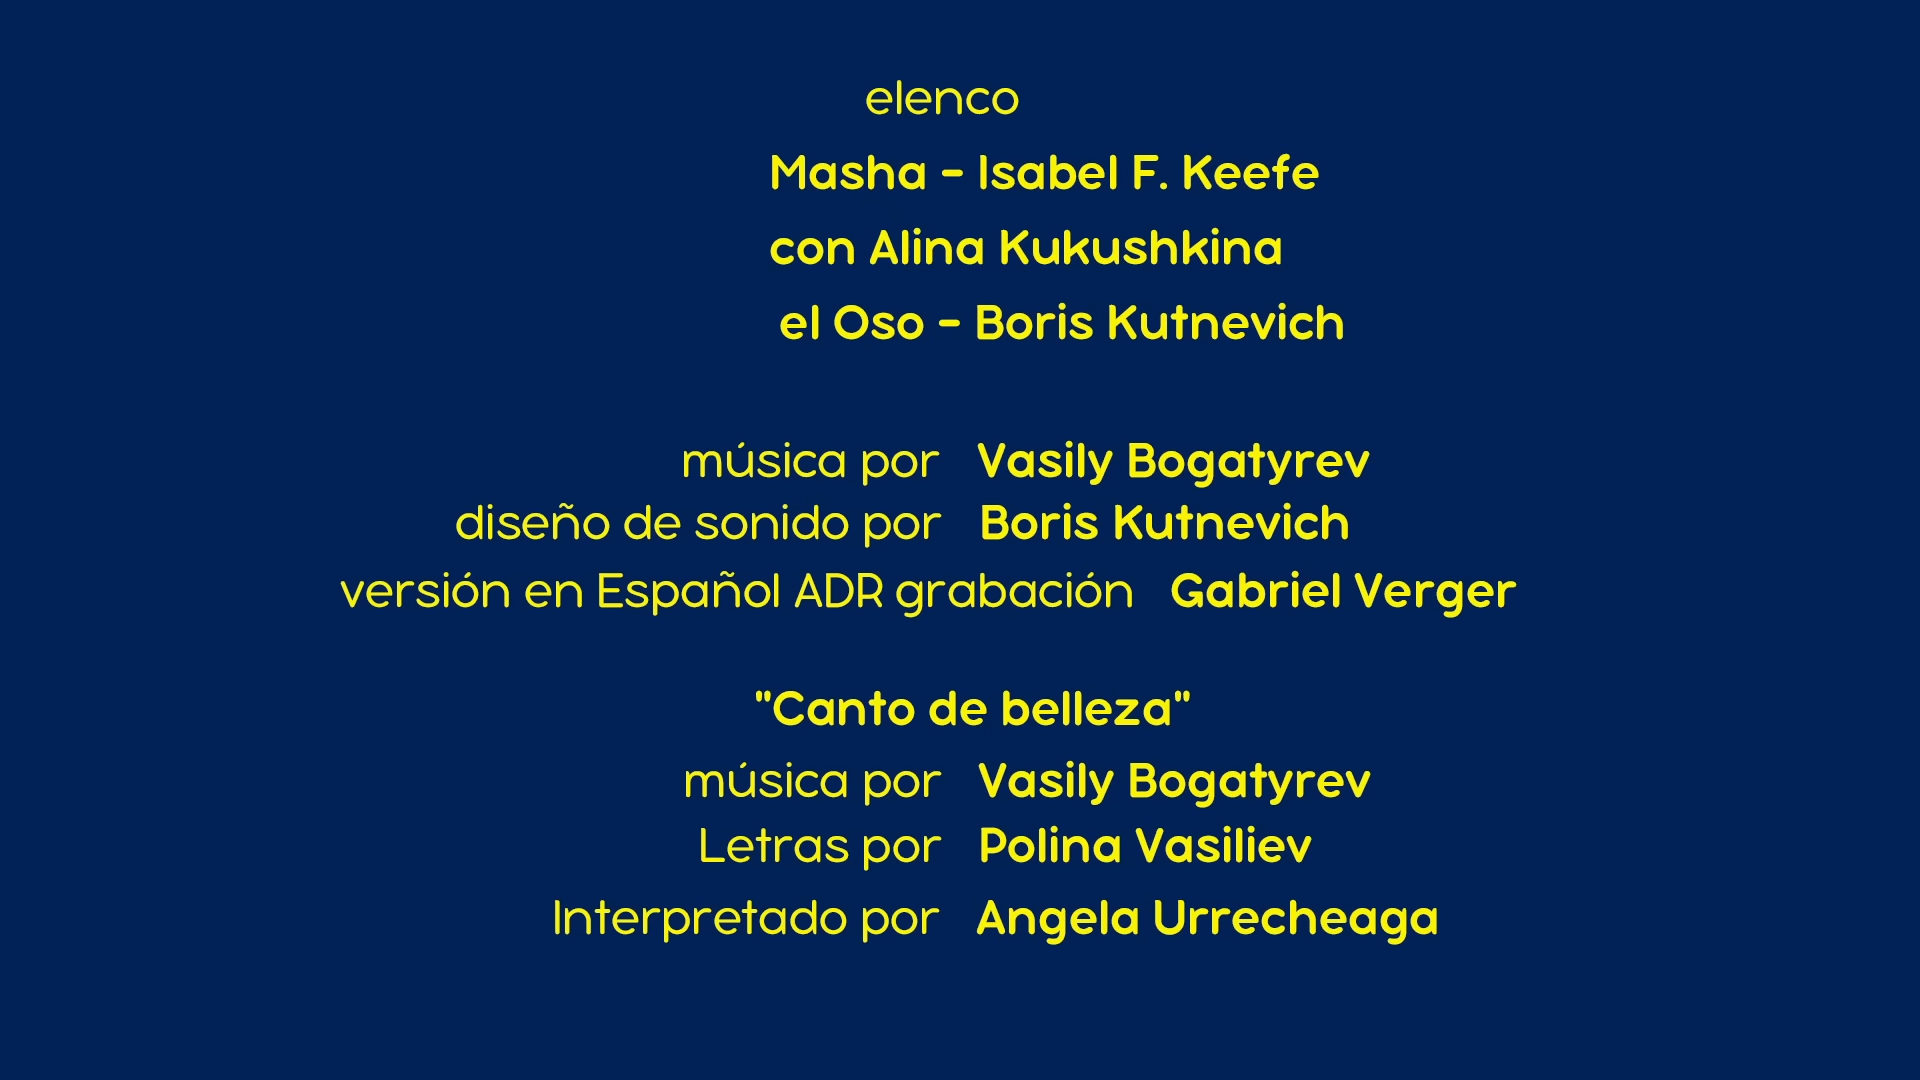 elenco
Masha - Isabel F. Keefe
con Alina Kukushkina
el Oso - Boris Kutnevich
música por Vasily Bogatyrev
diseño de sonido por Boris Kutnevich
versión en Español ADR grabación Gabriel Verger
"Canto de belleza"
música por Vasily Bogatyrev
Letras por Polina Vasiliev
Interpretado por Angela Urrecheaga